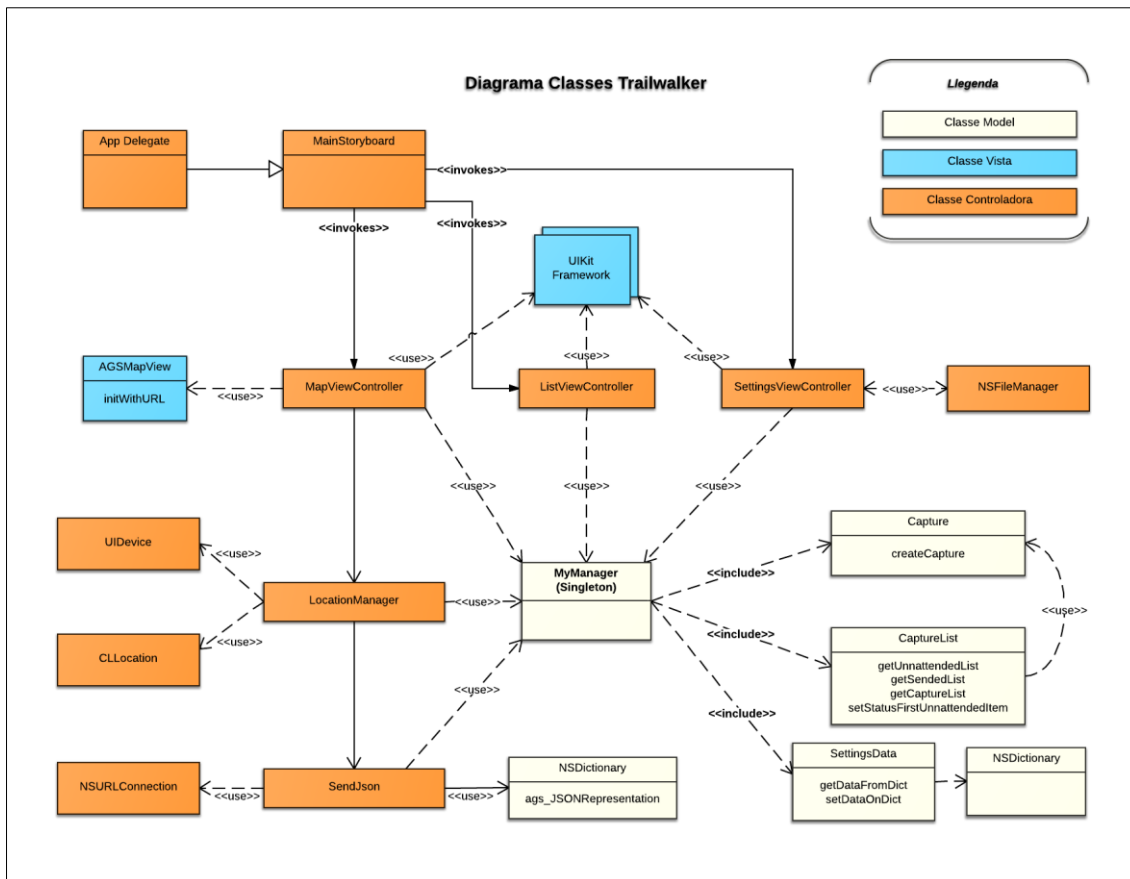 Diagrama Classes Trailwalker
Llegenda
Classe Model
Classe Vista
Classe Controladora
App Delegate
MainStoryboard
<<invokes>>
<<invokes>>
<<invokes>>
UIKit
Framework
<<use>>
<<use>>
<<use>>
AGSMapView
initWithURL
<<use>>
MapViewController
ListViewController
SettingsViewController
<<use>>
NSFileManager
<<use>>
<<use>>
<<use>>
UIDevice
<<use>>
CLLocation
<<use>>
LocationManager
<<use>>
MyManager
(Singleton)
<<include>>
Capture
createCapture
<<use>>
<<include>>
CaptureList
getUnnattendedList
getSendedList
getCaptureList
setStatusFirstUnnattendedItem
<<use>>
<<include>>
NSURLConnection
<<use>>
SendJson
<<use>>
NSDictionary
ags_JSONRepresentation
SettingsData
getDataFromDict
setDataOnDict
NSDictionary